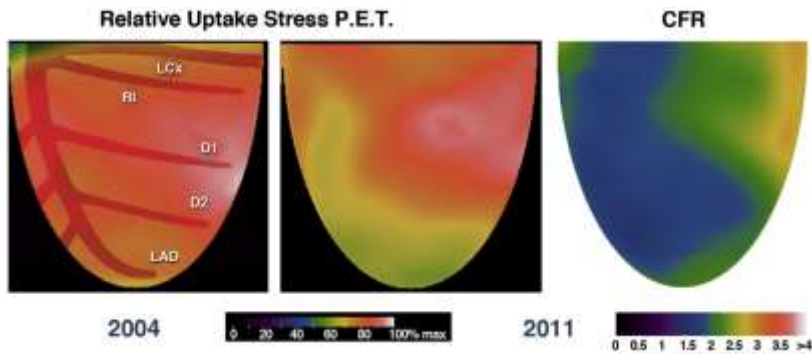 Relative Uptake Stress P.E.T. CFR
LCx
RI
D1
D2
LAD
2004 0 20 40 60 80 100% max 2011 0 0.5 1 1.5 2 2.5 3 3.5